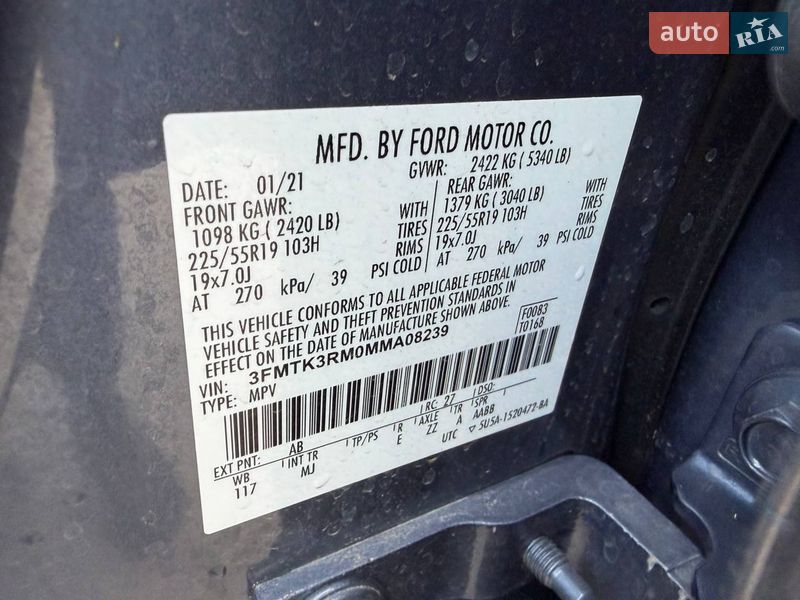 auto RIA
MFD. BY FORD MOTOR CO.
DATE: 01/21 GVWR: 2422 KG ( 5340 LB)
FRONT GAWR: REAR GAWR:
1098 KG ( 2420 LB) WITH 1379 KG ( 3040 LB) WITH
225/55R19 103H TIRES 225/55R19 103H TIRES
19x7.0J RIMS 19x7.0J RIMS
AT 270 kPa/ 39 PSI COLD AT 270 kPa/ 39 PSI COLD
THIS VEHICLE CONFORMS TO ALL APPLICABLE FEDERAL MOTOR
VEHICLE SAFETY AND THEFT PREVENTION STANDARDS IN
EFFECT ON THE DATE OF MANUFACTURE SHOWN ABOVE.
F0083
T0168
VIN: 3FMTK3RM0MMA08239
TYPE: MPV
RC: 27 DSO:
EXT PNT: AB
WB INT TR TP/PS R AXLE TR SPR
117 MJ E ZZ A AABB
UTC ▽ 5U5A-1520472-BA